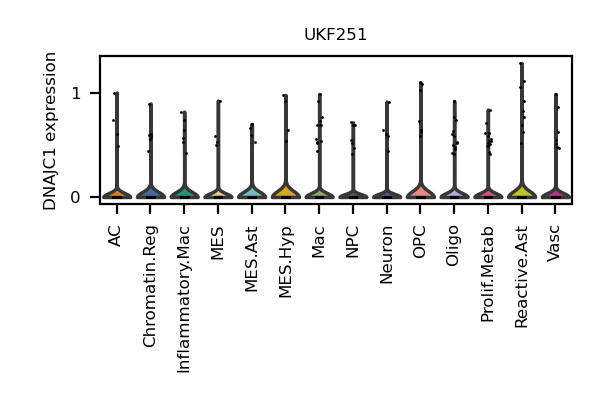 UKF251
DNAJC1 expression
1
0
AC
Chromatin.Reg
Inflammatory.Mac
MES
MES.Ast
MES.Hyp
Mac
NPC
Neuron
OPC
Oligo
Prolif.Metab
Reactive.Ast
Vasc